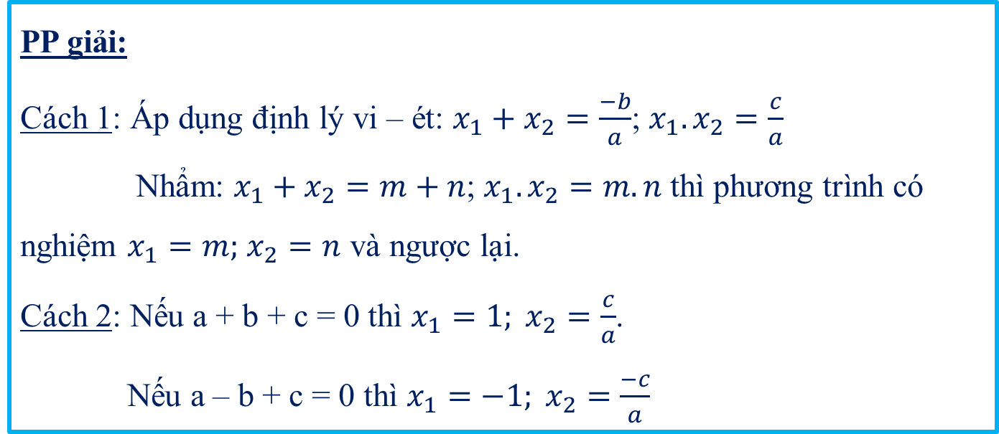 PP giải:
Cách 1: Áp dụng định lý vi – ét: $x_1 + x_2 = \frac{-b}{a}$; $x_1.x_2 = \frac{c}{a}$
Nhẩm: $x_1 + x_2 = m + n$; $x_1.x_2 = m.n$ thì phương trình có
nghiệm $x_1 = m$; $x_2 = n$ và ngược lại.
Cách 2: Nếu a + b + c = 0 thì $x_1 = 1$; $x_2 = \frac{c}{a}$.
Nếu a – b + c = 0 thì $x_1 = -1$; $x_2 = \frac{-c}{a}$